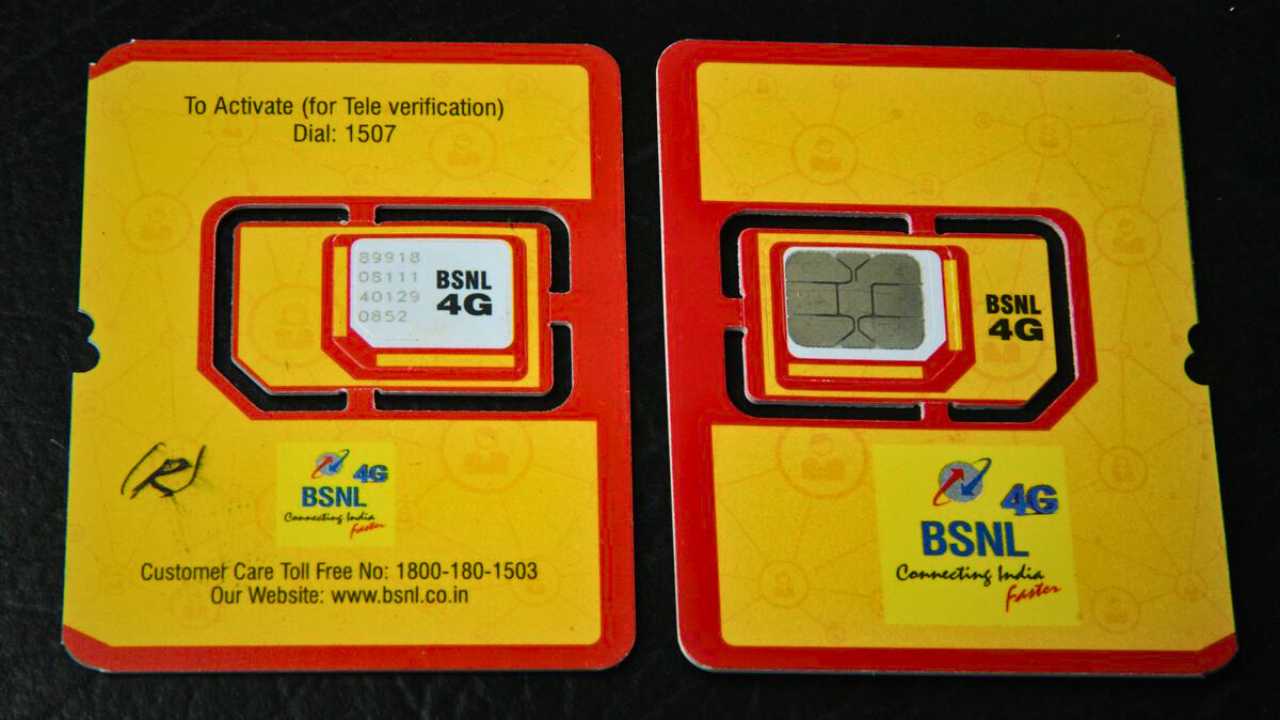 To Activate (for Tele verification)
Dial: 1507
89918
08111
40129
0852
BSNL
4G
4G
BSNL
Connecting India
Faster
Customer Care Toll Free No: 1800-180-1503
Our Website: www.bsnl.co.in
BSNL
4G
4G
BSNL
Connecting India
Faster